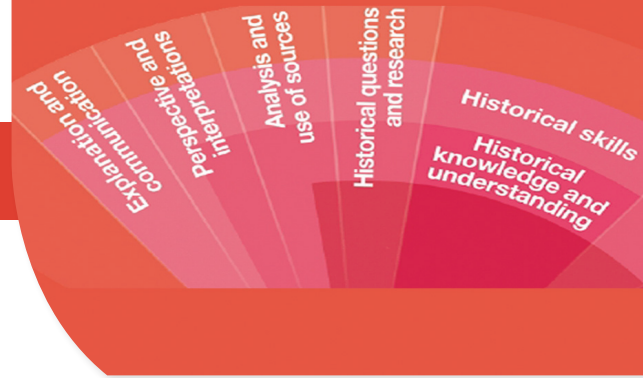 Explanation and
communication
Perspective and
interpretations
Analysis and
use of sources
Historical questions
and research
Historical skills
Historical
knowledge and
understanding